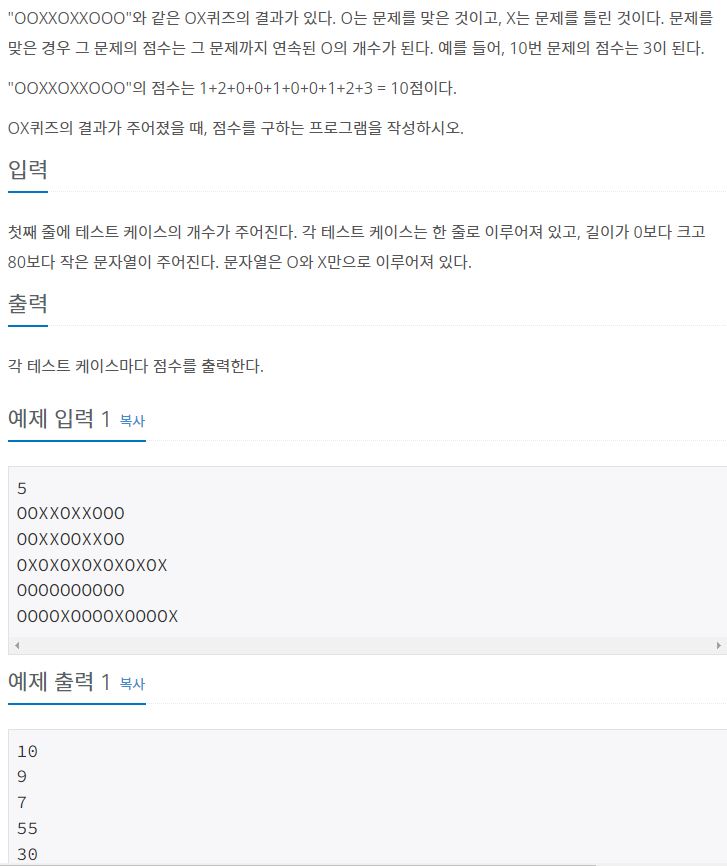 "OOXXOXXOOO"와 같은 OX퀴즈의 결과가 있다. O는 문제를 맞은 것이고, X는 문제를 틀린 것이다. 문제를
맞은 경우 그 문제의 점수는 그 문제까지 연속된 O의 개수가 된다. 예를 들어, 10번 문제의 점수는 3이 된다.
"OOXXOXXOOO"의 점수는 1+2+0+0+1+0+0+1+2+3 = 10점이다.
OX퀴즈의 결과가 주어졌을 때, 점수를 구하는 프로그램을 작성하시오.
입력
첫째 줄에 테스트 케이스의 개수가 주어진다. 각 테스트 케이스는 한 줄로 이루어져 있고, 길이가 0보다 크고
80보다 작은 문자열이 주어진다. 문자열은 O와 X만으로 이루어져 있다.
출력
각 테스트 케이스마다 점수를 출력한다.
예제 입력 1 복사
5
OOXXOXXOOO
OOXXOOXXOO
OXOXOXOXOXOXOX
OOOOOOOOOO
OOOOXOOOOXOOOOX
예제 출력 1 복사
10
9
7
55
30